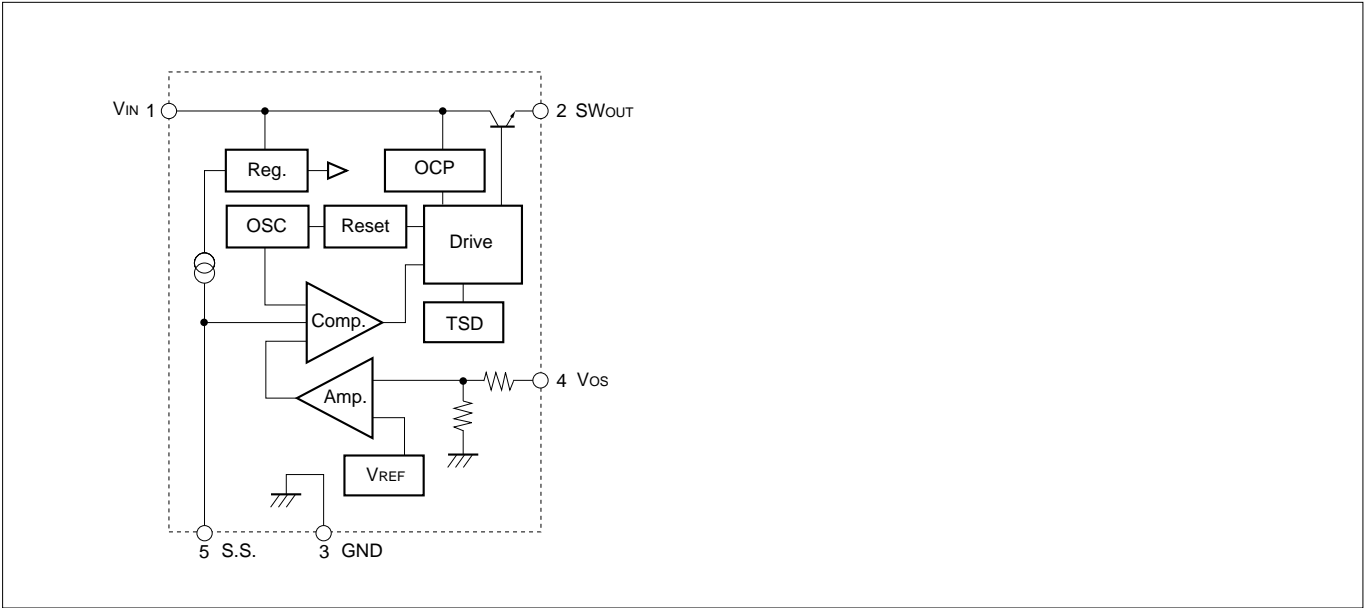 VIN 1
2 SWOUT
Reg.
OCP
OSC
Reset
Drive
Comp.
TSD
Amp.
4 VOS
VREF
5 S.S.
3 GND